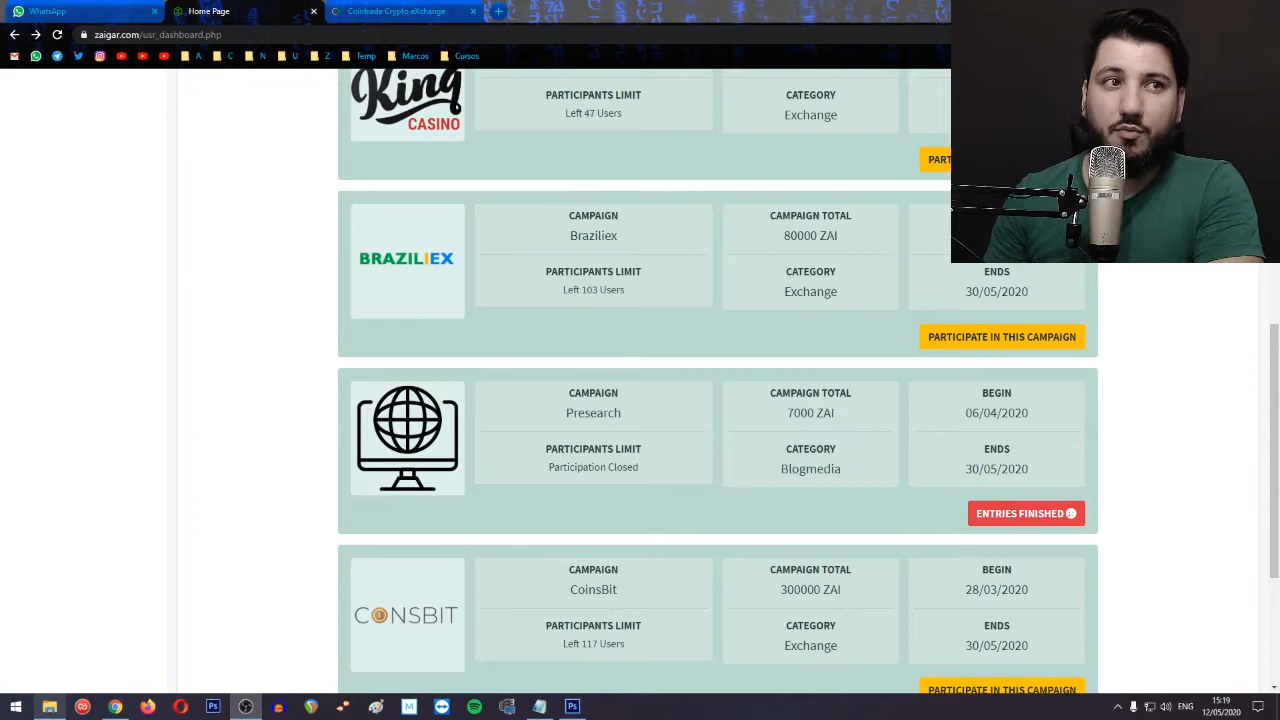 WhatsApp
Home Page
Cointrade Crypto eXchange
zaigar.com/usr_dashboard.php
A
C
N
U
Z
Temp
Marcos
Cursos
King
CASINO
PARTICIPANTS LIMIT
Left 47 Users
CATEGORY
Exchange
PART
BRAZILIEX
CAMPAIGN
Braziliex
PARTICIPANTS LIMIT
Left 103 Users
CAMPAIGN TOTAL
80000 ZAI
CATEGORY
Exchange
ENDS
30/05/2020
PARTICIPATE IN THIS CAMPAIGN
CAMPAIGN
Presearch
PARTICIPANTS LIMIT
Participation Closed
CAMPAIGN TOTAL
7000 ZAI
CATEGORY
Blogmedia
BEGIN
06/04/2020
ENDS
30/05/2020
ENTRIES FINISHED
COINSBIT
CAMPAIGN
CoinsBit
PARTICIPANTS LIMIT
Left 117 Users
CAMPAIGN TOTAL
300000 ZAI
CATEGORY
Exchange
BEGIN
28/03/2020
ENDS
30/05/2020
PARTICIPATE IN THIS CAMPAIGN
Ps
M
Ps
ENG
15:19
12/05/2020